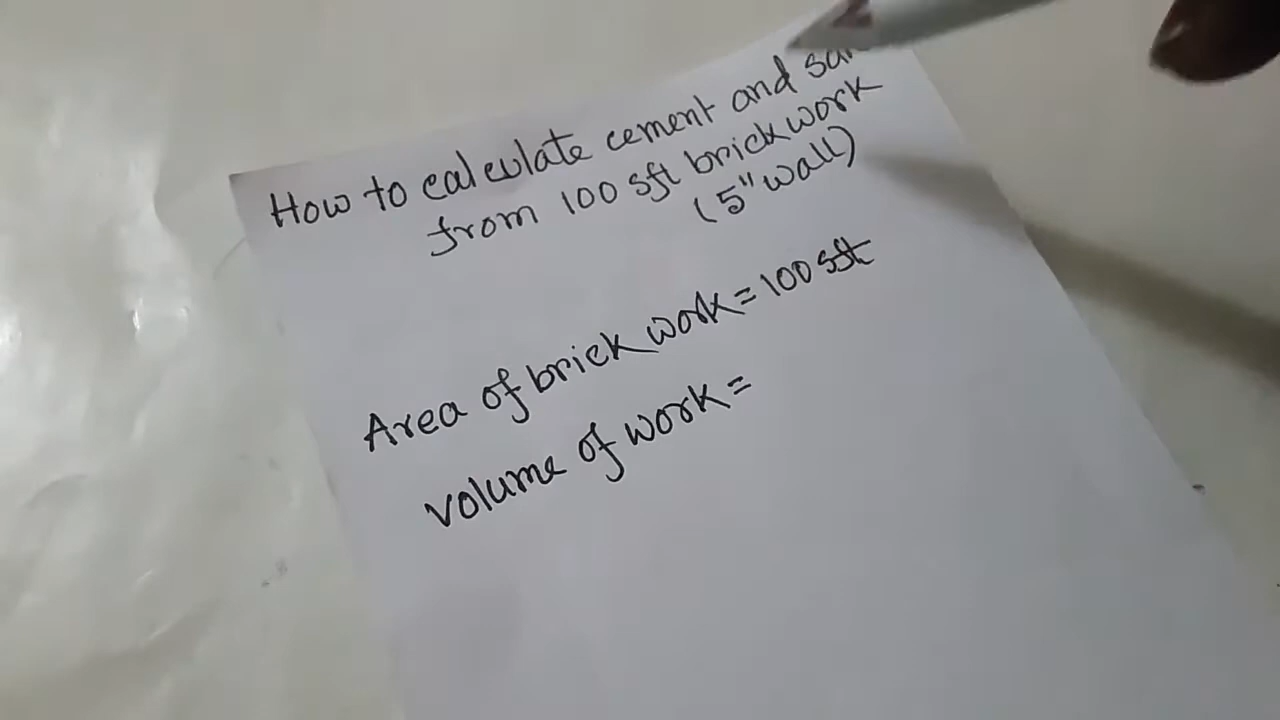 How to calculate cement and
from 100 sft brick work
(5" wall)
Area of brick work = 100 sft
volume of work =